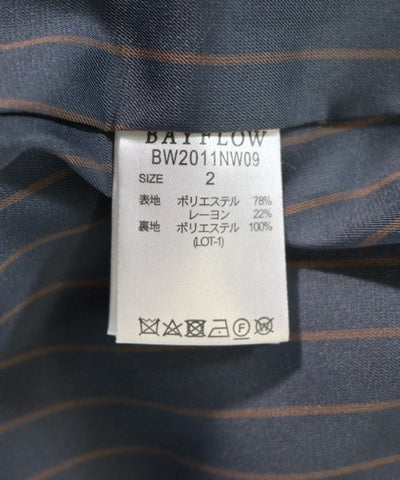 BAYFLOW
BW2011NW09
SIZE 2
表地 ポリエステル 78%
レーヨン 22%
裏地 ポリエステル 100%
(LOT-1)